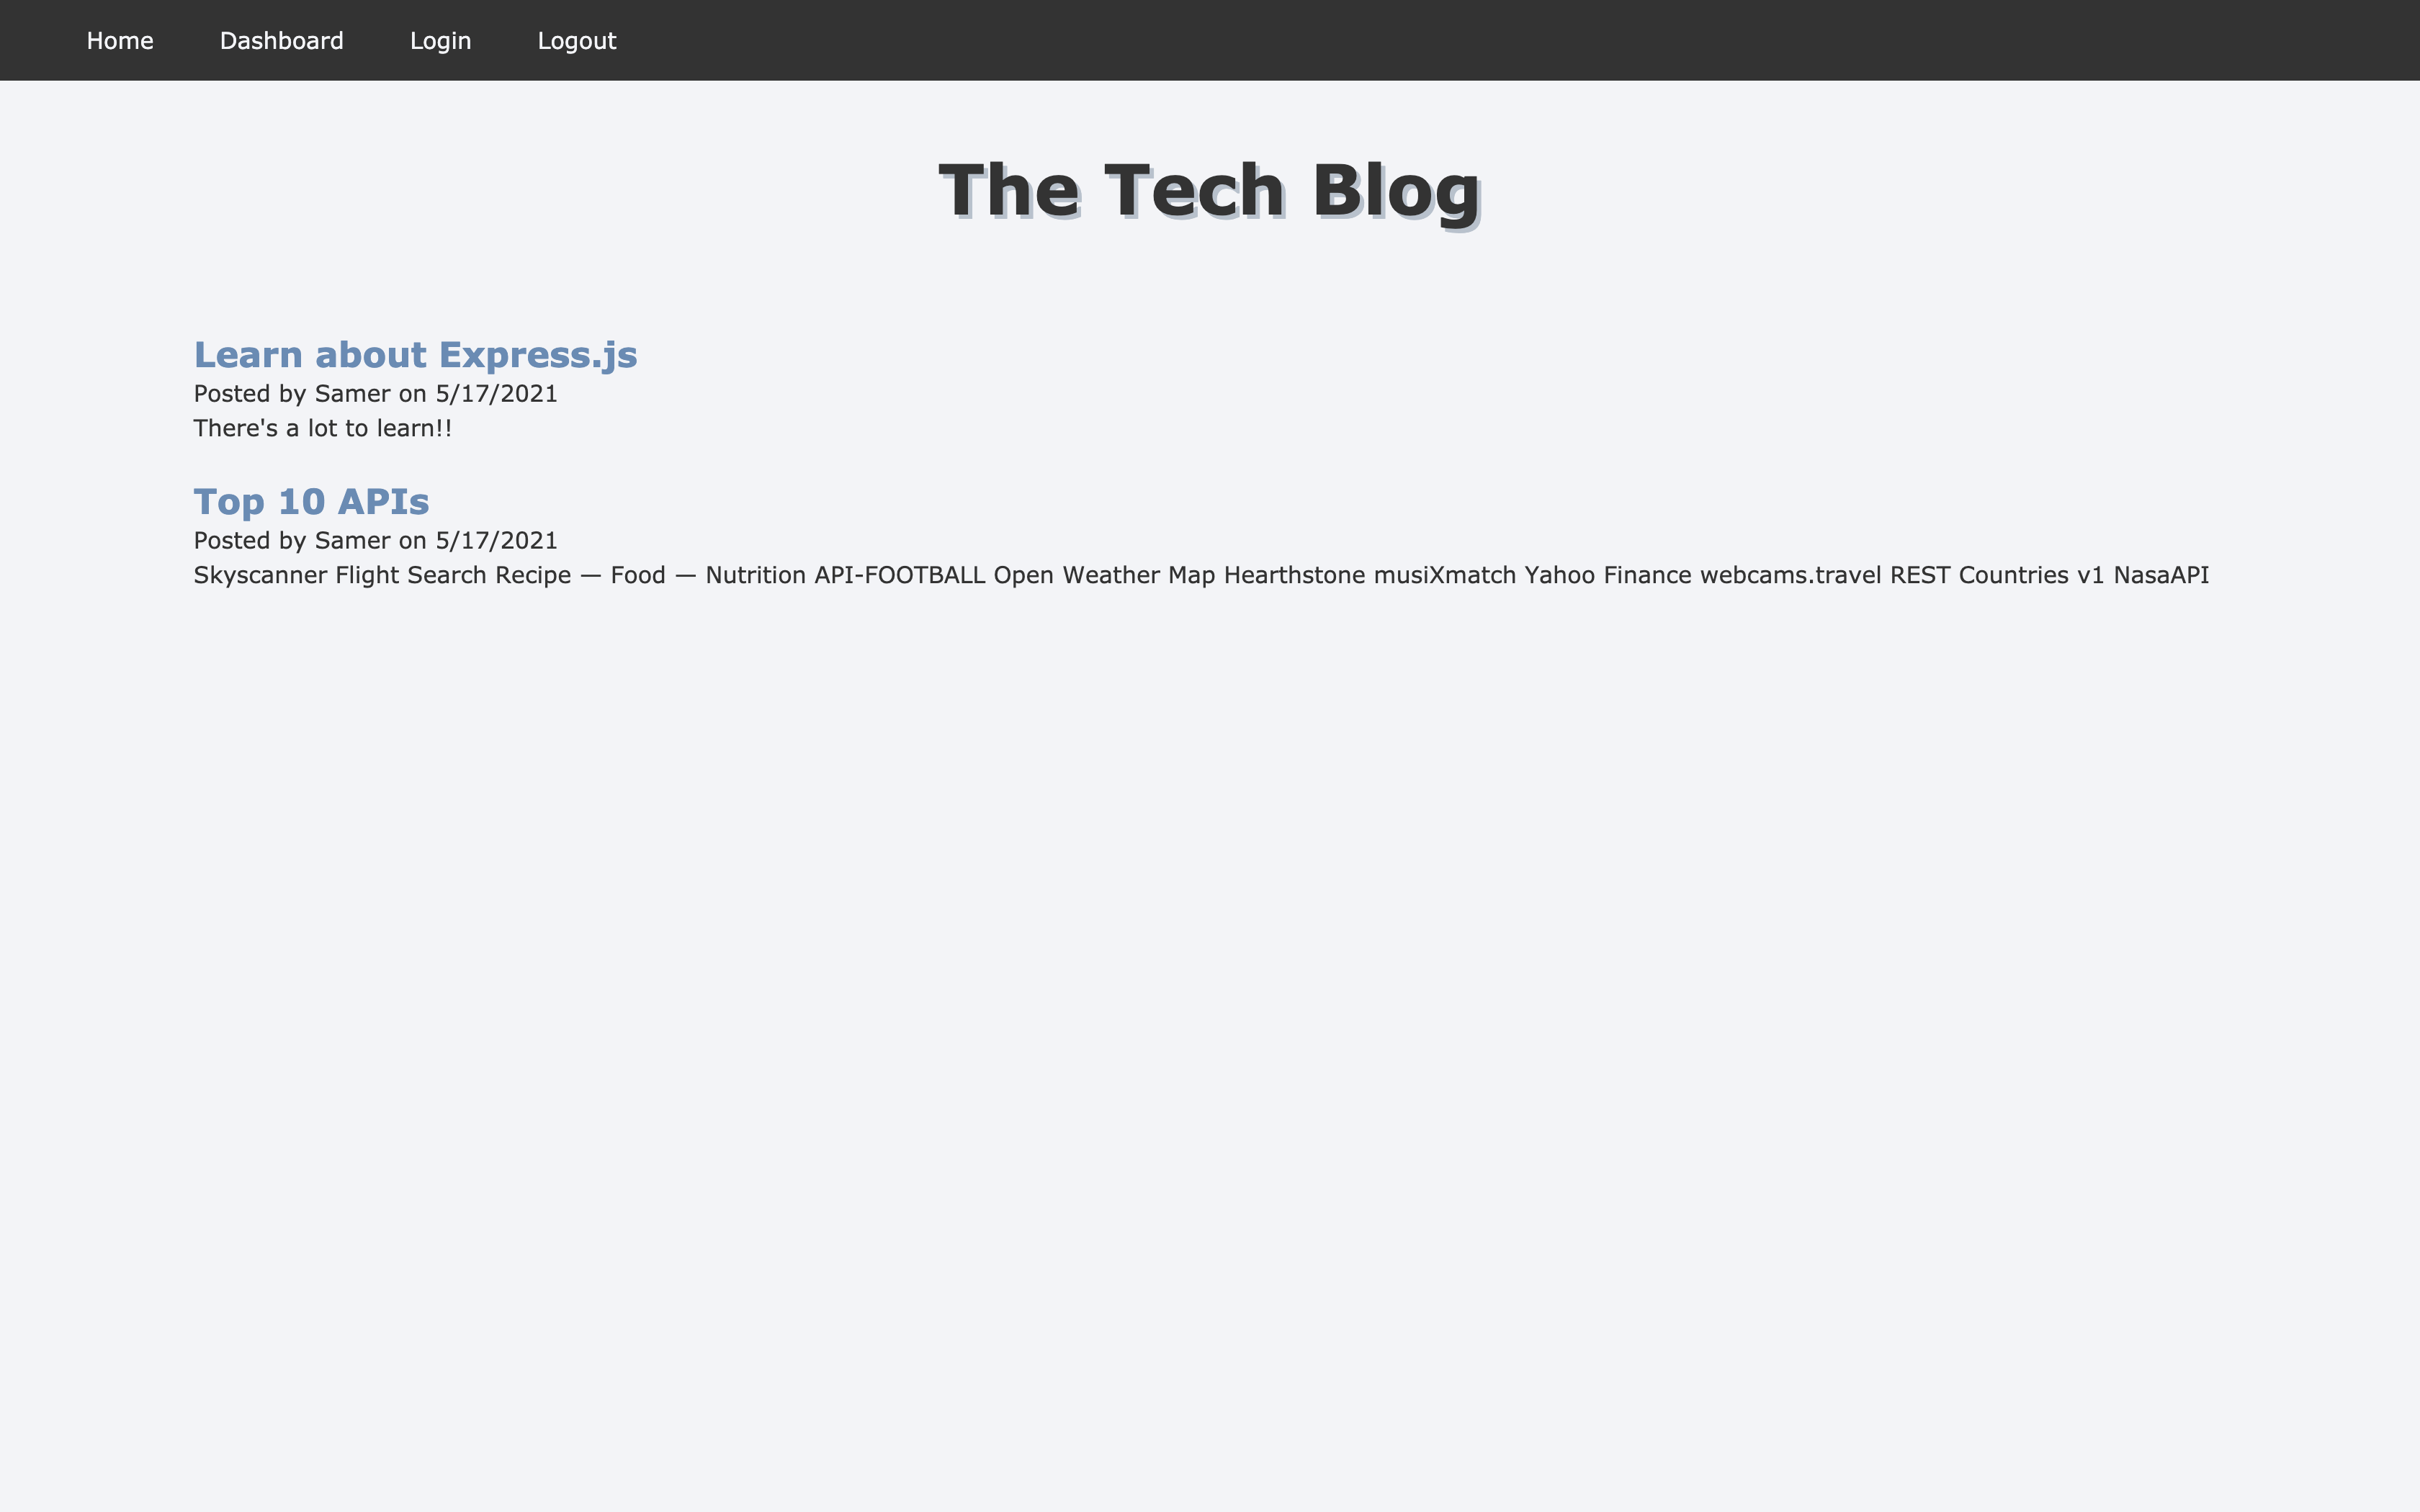 Home Dashboard Login Logout
The Tech Blog
Learn about Express.js
Posted by Samer on 5/17/2021
There's a lot to learn!!
Top 10 APIs
Posted by Samer on 5/17/2021
Skyscanner Flight Search Recipe — Food — Nutrition API-FOOTBALL Open Weather Map Hearthstone musiXmatch Yahoo Finance webcams.travel REST Countries v1 NasaAPI